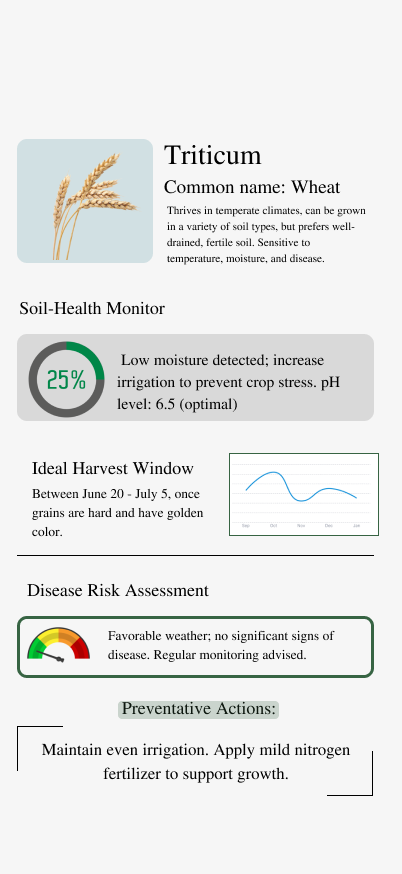 Triticum
Common name: Wheat
Thrives in temperate climates, can be grown
in a variety of soil types, but prefers well-
drained, fertile soil. Sensitive to
temperature, moisture, and disease.
Soil-Health Monitor
25%
Low moisture detected; increase
irrigation to prevent crop stress. pH
level: 6.5 (optimal)
Ideal Harvest Window
Between June 20 - July 5, once
grains are hard and have golden
color.
Sep Oct Nov Dec Jan
Disease Risk Assessment
Favorable weather; no significant signs of
disease. Regular monitoring advised.
Preventative Actions:
Maintain even irrigation. Apply mild nitrogen
fertilizer to support growth.